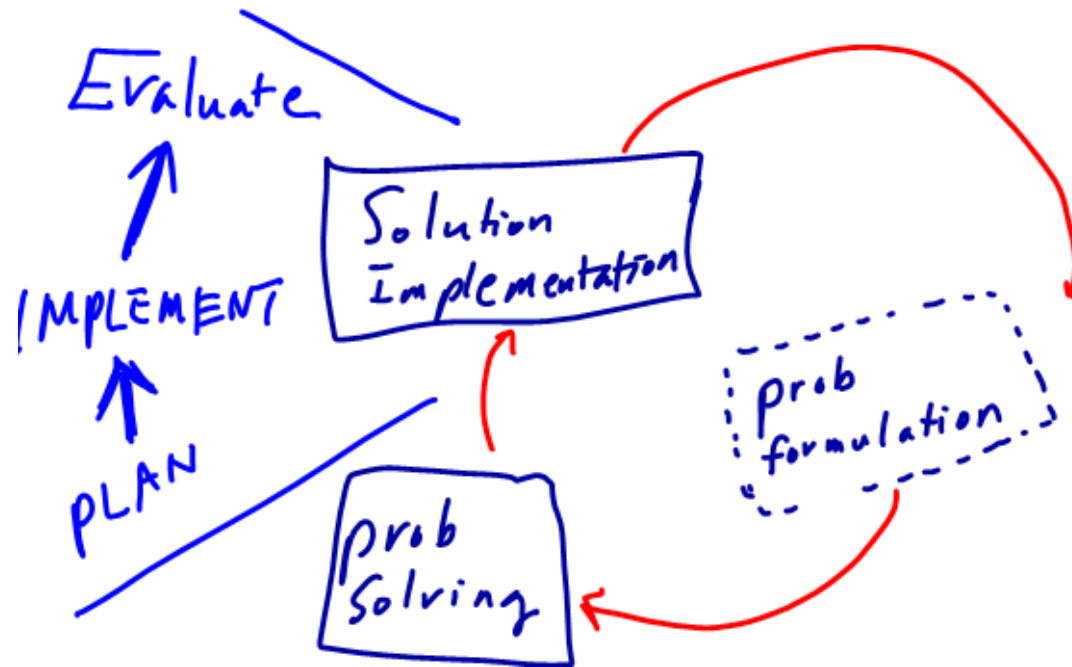 Evaluate
IMPLEMENT
PLAN
Solution
Implementation
prob
formulation
prob
Solving